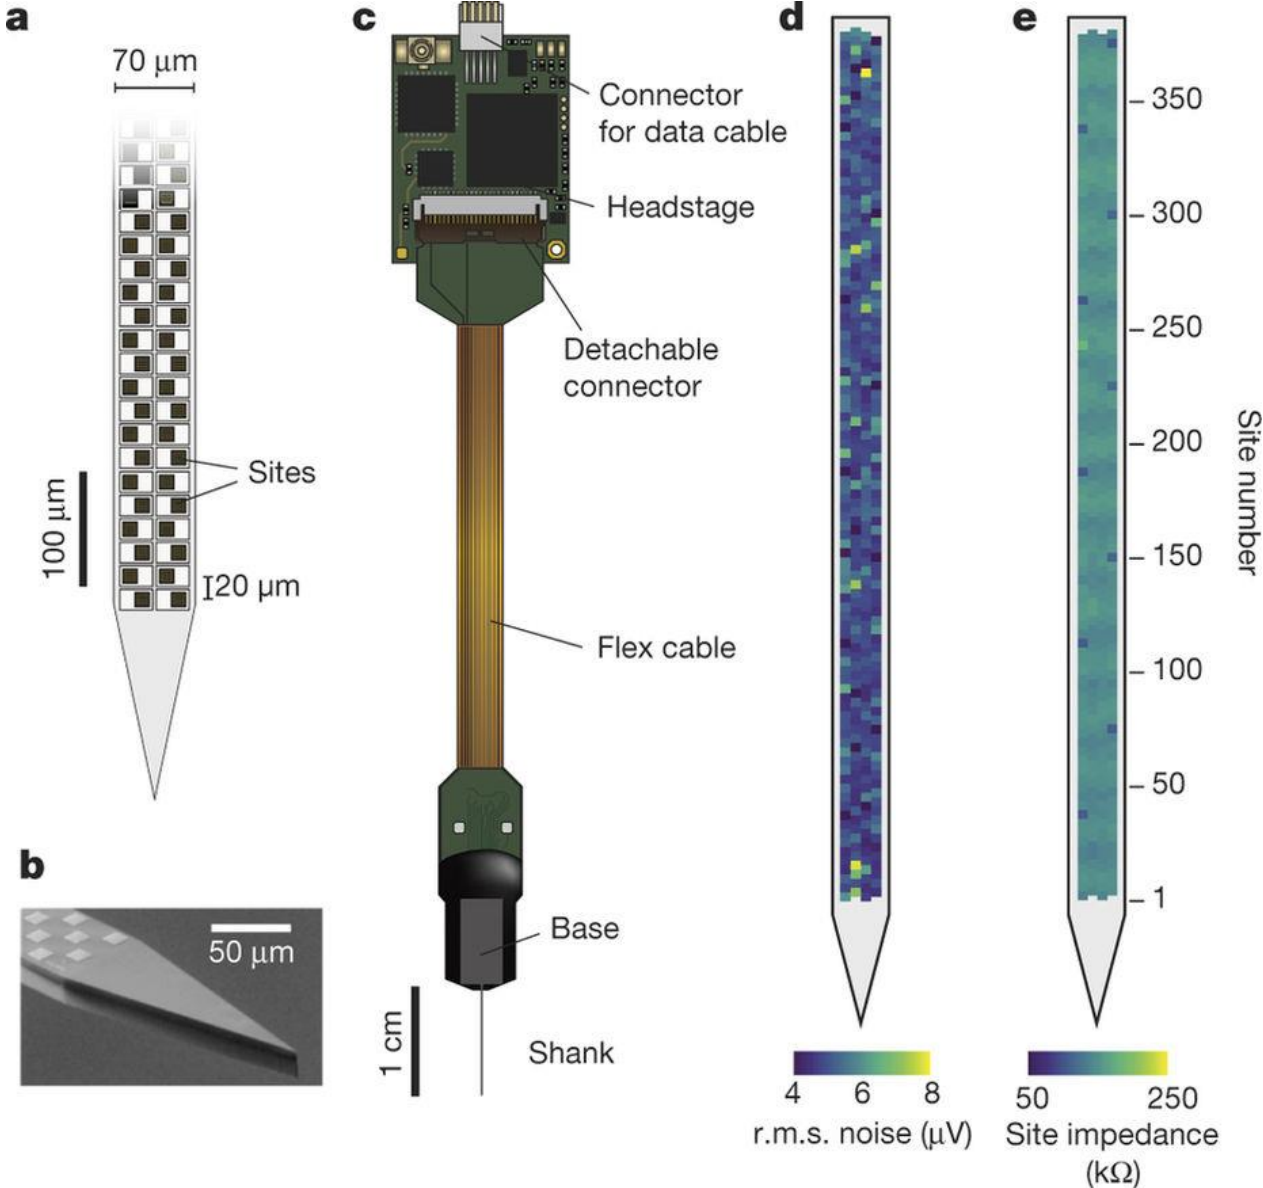 a
70 µm
Sites
100 µm
20 µm
b
50 µm
c
Connector
for data cable
Headstage
Detachable
connector
Flex cable
Base
1 cm
Shank
d
4 6 8
r.m.s. noise (µV)
e
350
300
250
200
150
100
50
1
Site number
50 250
Site impedance
(kΩ)